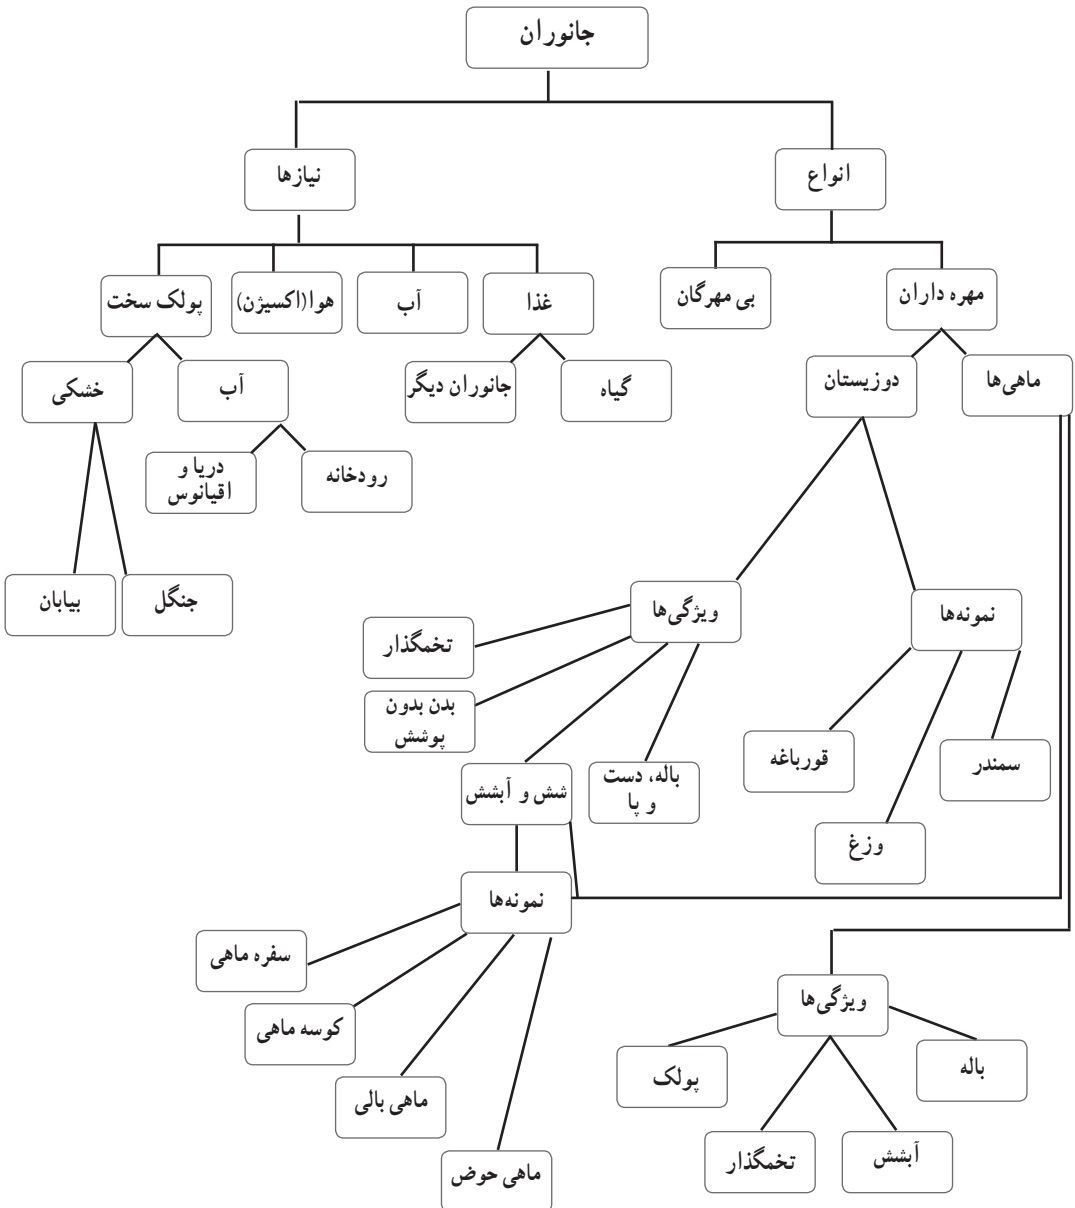 جانوران
انواع
نیازها
مهره داران
بی مهرگان
غذا
آب
هوا(اکسیژن)
پولک سخت
ماهی‌ها
دوزیستان
گیاه
جانوران دیگر
آب
خشکی
رودخانه
دریا و
اقیانوس
جنگل
بیابان
نمونه‌ها
ویژگی‌ها
تخمگذار
بدن بدون
پوشش
سمندر
قورباغه
وزغ
باله، دست
و پا
شش و آبشش
نمونه‌ها
سفره ماهی
کوسه ماهی
ماهی بالی
ماهی حوض
ویژگی‌ها
باله
پولک
آبشش
تخمگذار